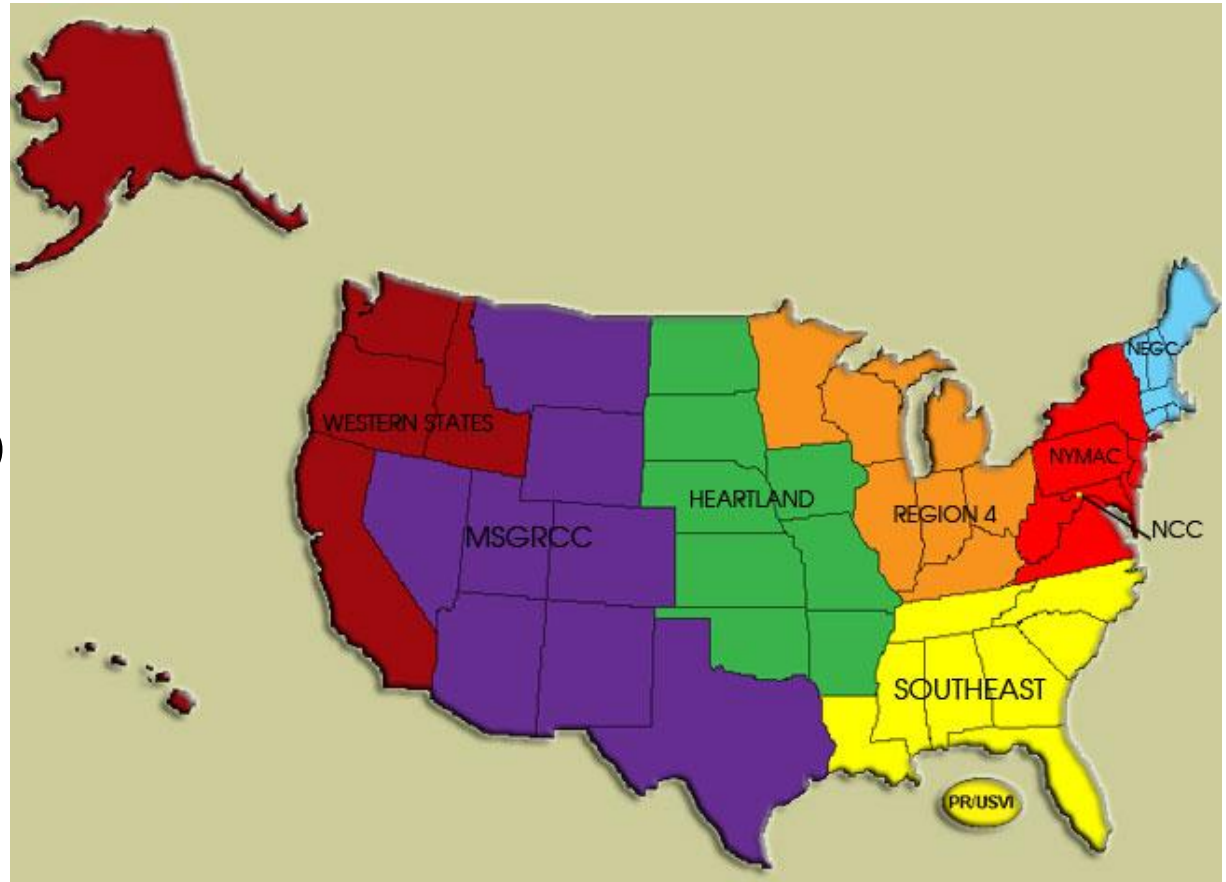 NEGC
WESTERN STATES
NYMAC
HEARTLAND
REGION 4
NCC
MSGRCC
SOUTHEAST
PR/USVI
)